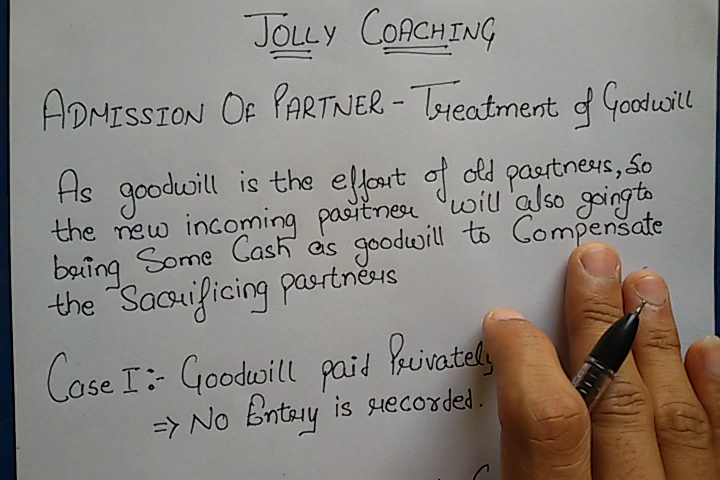 JOLLY COACHING
ADMISSION OF PARTNER - Treatment of Goodwill
As goodwill is the effort of old partners, So
the new incoming partner will also going to
bring Some Cash as goodwill to Compensate
the Sacrificing partners
Case I :- Goodwill paid Privately
⇒ No Entry is recorded.